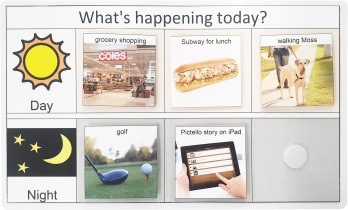 What's happening today?
grocery shopping
coles
Subway for lunch
walking Moss
Day
golf
Pictello story on iPad
Night